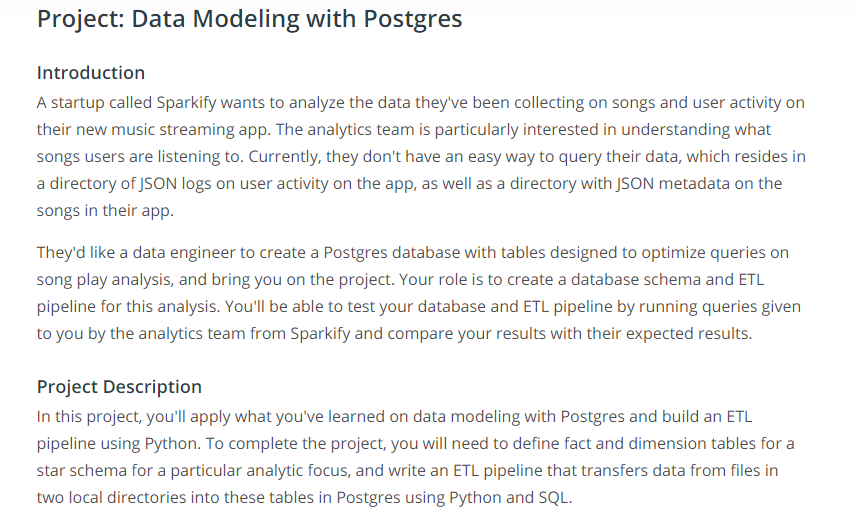 Project: Data Modeling with Postgres
Introduction
A startup called Sparkify wants to analyze the data they've been collecting on songs and user activity on
their new music streaming app. The analytics team is particularly interested in understanding what
songs users are listening to. Currently, they don't have an easy way to query their data, which resides in
a directory of JSON logs on user activity on the app, as well as a directory with JSON metadata on the
songs in their app.
They'd like a data engineer to create a Postgres database with tables designed to optimize queries on
song play analysis, and bring you on the project. Your role is to create a database schema and ETL
pipeline for this analysis. You'll be able to test your database and ETL pipeline by running queries given
to you by the analytics team from Sparkify and compare your results with their expected results.
Project Description
In this project, you'll apply what you've learned on data modeling with Postgres and build an ETL
pipeline using Python. To complete the project, you will need to define fact and dimension tables for a
star schema for a particular analytic focus, and write an ETL pipeline that transfers data from files in
two local directories into these tables in Postgres using Python and SQL.